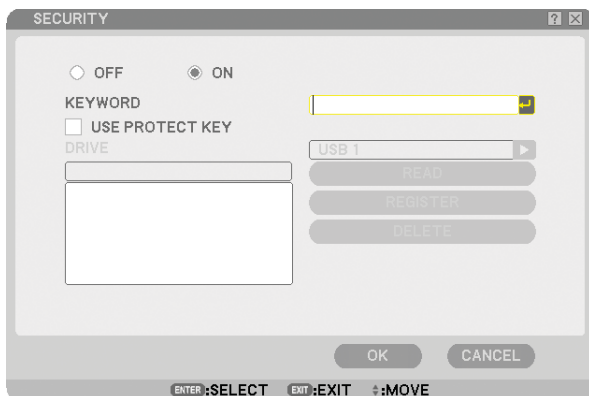 SECURITY
OFF ON
KEYWORD
USE PROTECT KEY
DRIVE USB 1
READ
REGISTER
DELETE
OK CANCEL
ENTER:SELECT EXIT:EXIT :MOVE